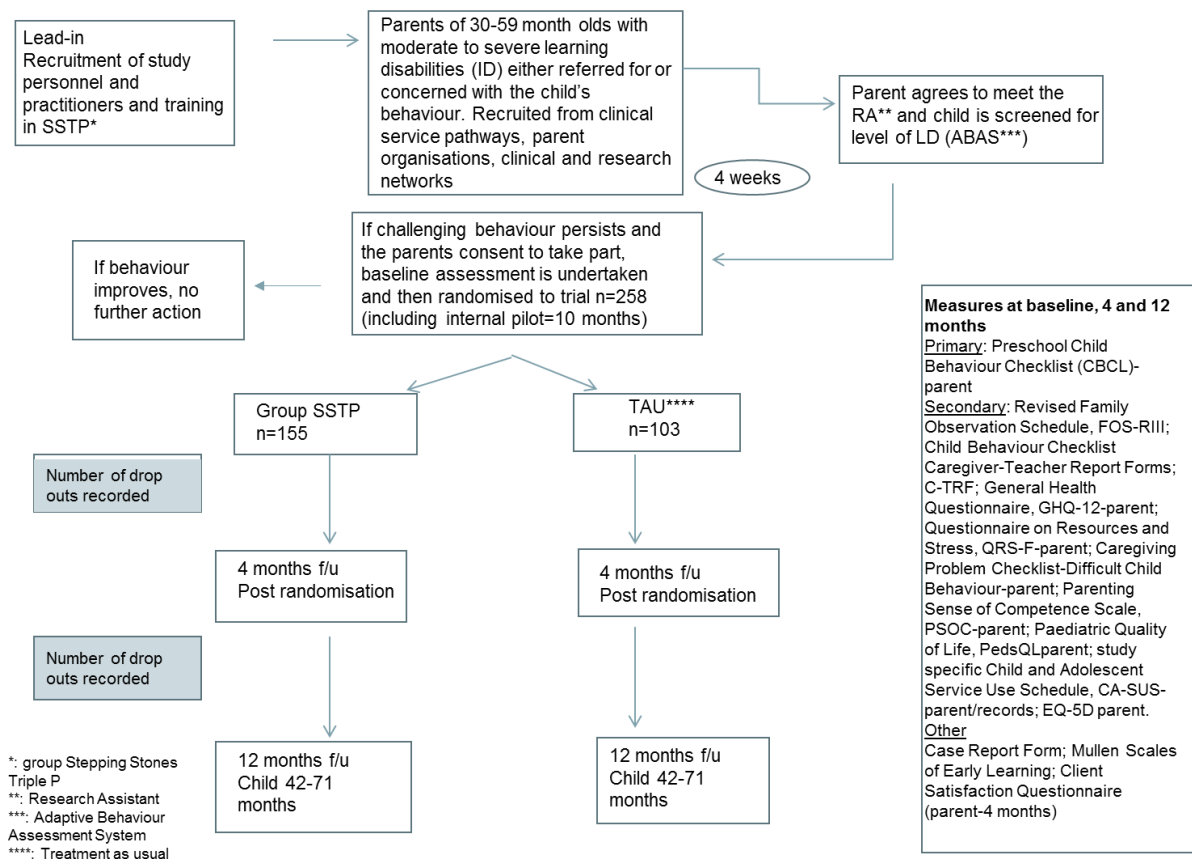 Lead-in
Recruitment of study
personnel and
practitioners and training
in SSTP*
Parents of 30-59 month olds with
moderate to severe learning
disabilities (ID) either referred for or
concerned with the child's
behaviour. Recruited from clinical
service pathways, parent
organisations, clinical and research
networks
Parent agrees to meet the
RA** and child is screened for
level of LD (ABAS***)
4 weeks
If challenging behaviour persists and
the parents consent to take part,
baseline assessment is undertaken
and then randomised to trial n=258
(including internal pilot=10 months)
If behaviour
improves, no
further action
Group SSTP
n=155
TAU****
n=103
Number of drop
outs recorded
4 months f/u
Post randomisation
4 months f/u
Post randomisation
Number of drop
outs recorded
12 months f/u
Child 42-71
months
12 months f/u
Child 42-71
months
Measures at baseline, 4 and 12
months
Primary: Preschool Child
Behaviour Checklist (CBCL)-
parent
Secondary: Revised Family
Observation Schedule, FOS-RIII;
Child Behaviour Checklist
Caregiver-Teacher Report Forms;
C-TRF; General Health
Questionnaire, GHQ-12-parent;
Questionnaire on Resources and
Stress, QRS-F-parent; Caregiving
Problem Checklist-Difficult Child
Behaviour-parent; Parenting
Sense of Competence Scale,
PSOC-parent; Paediatric Quality
of Life, PedsQLparent; study
specific Child and Adolescent
Service Use Schedule, CA-SUS-
parent/records; EQ-5D parent.
Other
Case Report Form; Mullen Scales
of Early Learning; Client
Satisfaction Questionnaire
(parent-4 months)
*: group Stepping Stones
Triple P
**: Research Assistant
***: Adaptive Behaviour
Assessment System
****: Treatment as usual